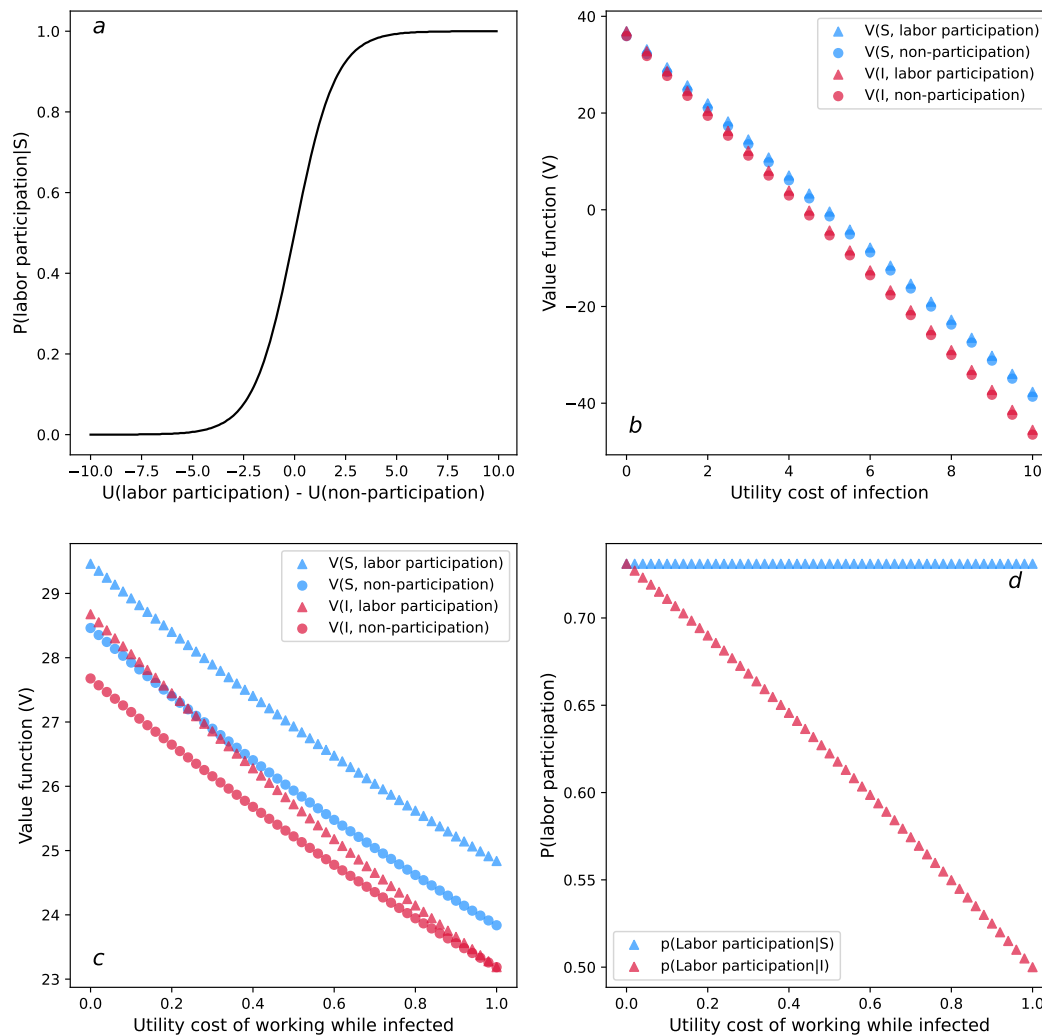 a
P(labor participation|S)
1.0
0.8
0.6
0.4
0.2
0.0
−10.0 −7.5 −5.0 −2.5 0.0 2.5 5.0 7.5 10.0
U(labor participation) - U(non-participation)
V(S, labor participation)
V(S, non-participation)
V(I, labor participation)
V(I, non-participation)
Value function (V)
20
0
−20
−40
b
0 2 4 6 8 10
Utility cost of infection
V(S, labor participation)
V(S, non-participation)
V(I, labor participation)
V(I, non-participation)
Value function (V)
29
28
27
26
25
24
23
c
0.0 0.2 0.4 0.6 0.8 1.0
Utility cost of working while infected
d
P(labor participation)
0.70
0.65
0.60
0.55
0.50
p(Labor participation|S)
p(Labor participation|I)
0.0 0.2 0.4 0.6 0.8 1.0
Utility cost of working while infected